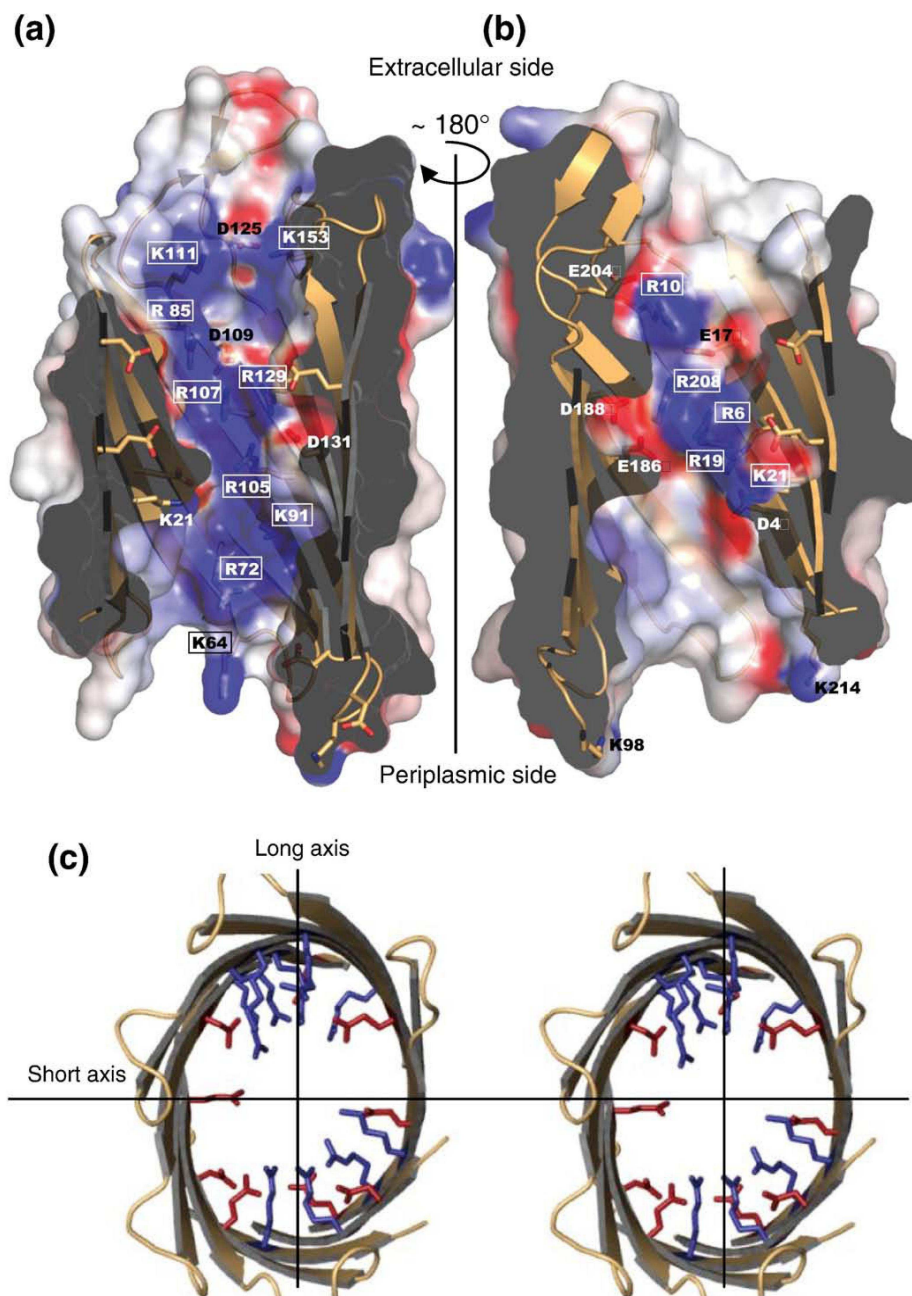 (a)
(b)
Extracellular side
~ 180°
D125
K153
K111
R 85
D109
R129
R107
D131
R105
K21
K91
R72
K64
E204□
R10
E17□
R208
D188□
R6
E186□
R19
K21
D4□
K214
K98
Periplasmic side
(c)
Long axis
Short axis